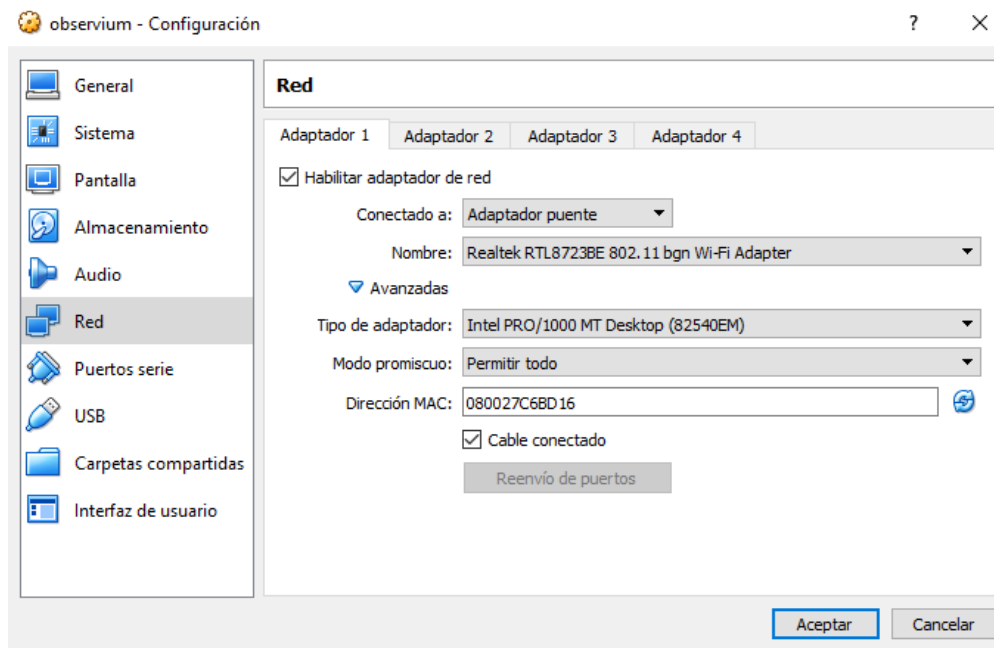 observium - Configuración
?
General
Sistema
Pantalla
Almacenamiento
Audio
Red
Puertos serie
USB
Carpetas compartidas
Interfaz de usuario
Red
Adaptador 1 Adaptador 2 Adaptador 3 Adaptador 4
Habilitar adaptador de red
Conectado a: Adaptador puente
Nombre: Realtek RTL8723BE 802.11 bgn Wi-Fi Adapter
Avanzadas
Tipo de adaptador: Intel PRO/1000 MT Desktop (82540EM)
Modo promiscuo: Permitir todo
Dirección MAC: 080027C6BD16
Cable conectado
Reenvío de puertos
Aceptar Cancelar